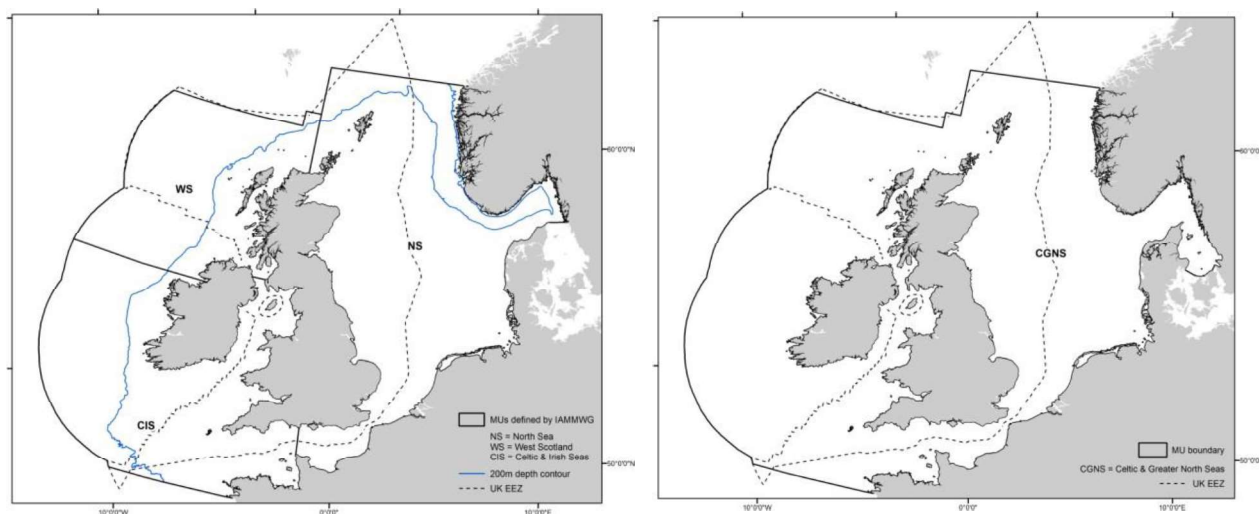 60°0'0"N
WS
NS
CIS
MUs defined by IAMMWG
NS = North Sea
WS = West Scotland
CIS = Celtic & Irish Seas
200m depth contour
UK EEZ
50°0'0"N
10°0'0"W
0°0'0"
10°0'0"E
60°0'0"N
CGNS
MU boundary
CGNS = Celtic & Greater North Seas
UK EEZ
50°0'0"N
10°0'0"W
0°0'0"
10°0'0"E